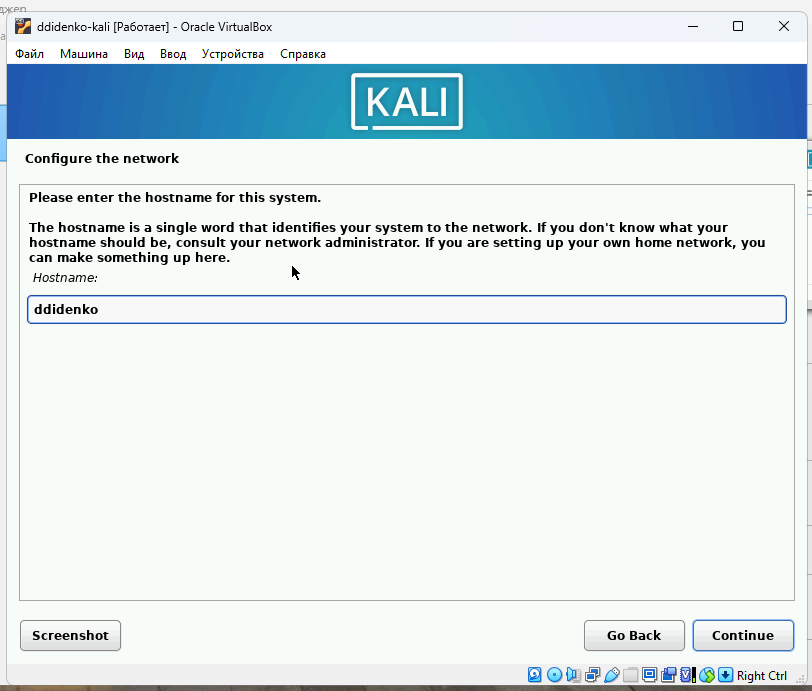 джер
ddidenko-kali [Работает] - Oracle VirtualBox
Файл Машина Вид Ввод Устройства Справка
KALI
Configure the network
Please enter the hostname for this system.
The hostname is a single word that identifies your system to the network. If you don't know what your
hostname should be, consult your network administrator. If you are setting up your own home network, you
can make something up here.
Hostname:
ddidenko
Screenshot Go Back Continue
Right Ctrl